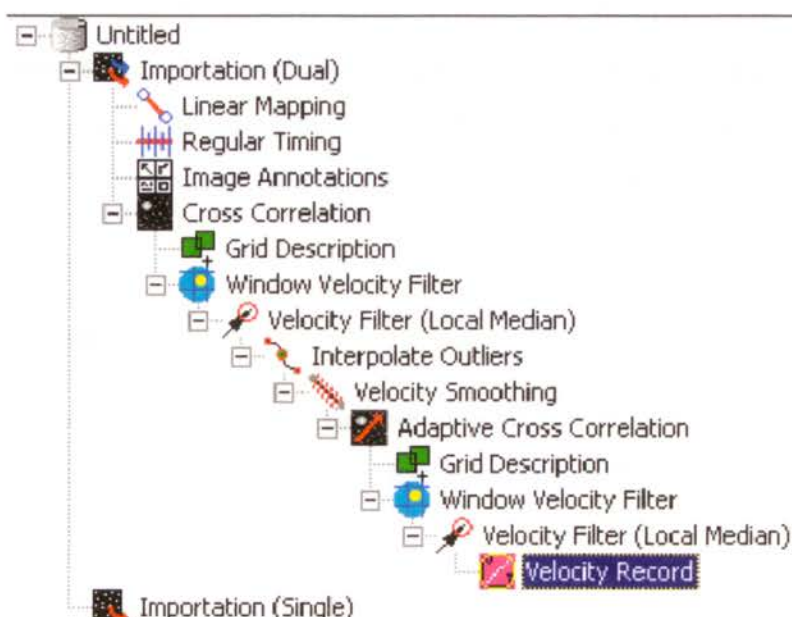 Untitled
Importation (Dual)
Linear Mapping
Regular Timing
Image Annotations
Cross Correlation
Grid Description
Window Velocity Filter
Velocity Filter (Local Median)
Interpolate Outliers
Velocity Smoothing
Adaptive Cross Correlation
Grid Description
Window Velocity Filter
Velocity Filter (Local Median)
Velocity Record
Importation (Single)